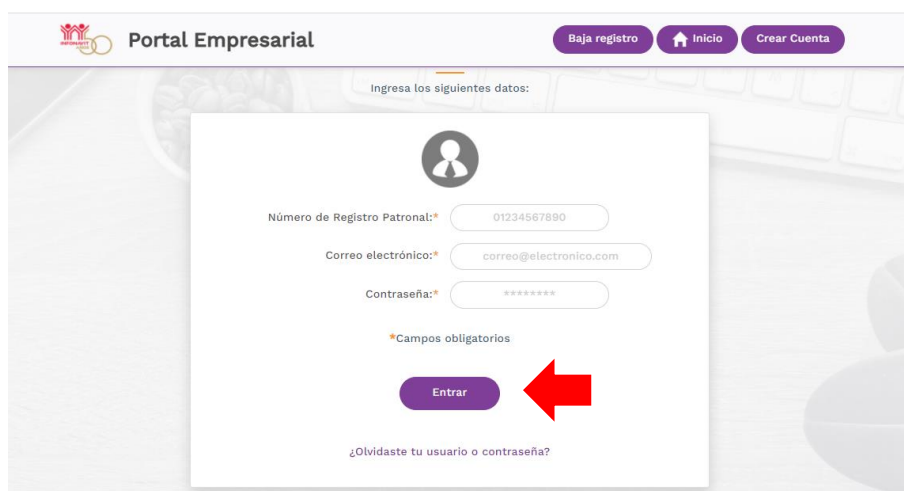 INFONAVIT
Portal Empresarial
Baja registro
Inicio
Crear Cuenta
Ingresa los siguientes datos:
Número de Registro Patronal:*
01234567890
Correo electrónico:*
correo@electronico.com
Contraseña:*
********
*Campos obligatorios
Entrar
¿Olvidaste tu usuario o contraseña?